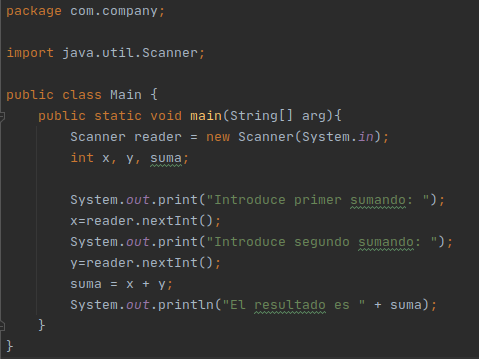 package com.company;
import java.util.Scanner;
public class Main {
public static void main(String[] arg){
Scanner reader = new Scanner(System.in);
int x, y, suma;
System.out.print("Introduce primer sumando: ");
x=reader.nextInt();
System.out.print("Introduce segundo sumando: ");
y=reader.nextInt();
suma = x + y;
System.out.println("El resultado es " + suma);
}
}